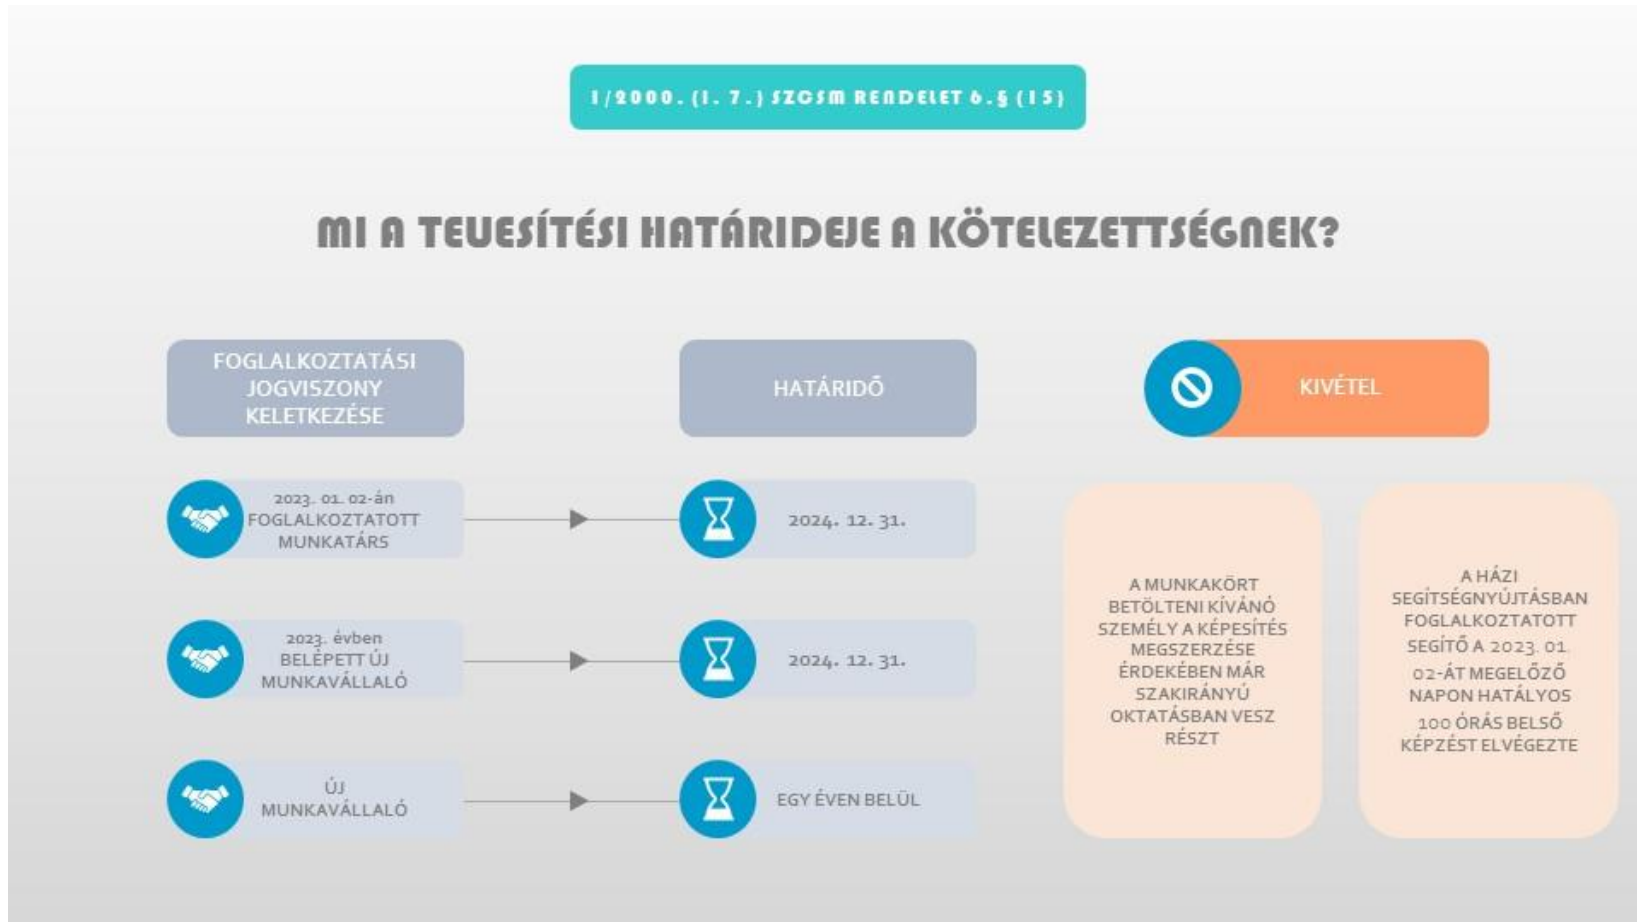 1/2000. (I. 7.) SZCSM RENDELET 6.§ (15)
MI A TELJESÍTÉSI HATÁRIDEJE A KÖTELEZETTSÉGNEK?
FOGLALKOZTATÁSI
JOGVISZONY
KELETKEZÉSE
HATÁRIDŐ
KIVÉTEL
2023. 01. 02-án
FOGLALKOZTATOTT
MUNKATÁRS
2024. 12. 31.
2023. évben
BELÉPETT ÚJ
MUNKAVÁLLALÓ
2024. 12. 31.
ÚJ
MUNKAVÁLLALÓ
EGY ÉVEN BELÜL
A MUNKAKÖRT
BETÖLTENI KÍVÁNÓ
SZEMÉLY A KÉPESÍTÉS
MEGSZERZÉSE
ÉRDEKÉBEN MÁR
SZAKIRÁNYÚ
OKTATÁSBAN VESZ
RÉSZT
A HÁZI
SEGÍTSÉGNYÚJTÁSBAN
FOGLALKOZTATOTT
SEGÍTŐ A 2023. 01.
02-ÁT MEGELŐZŐ
NAPON HATÁLYOS
100 ÓRÁS BELSŐ
KÉPZÉST ELVÉGEZTE